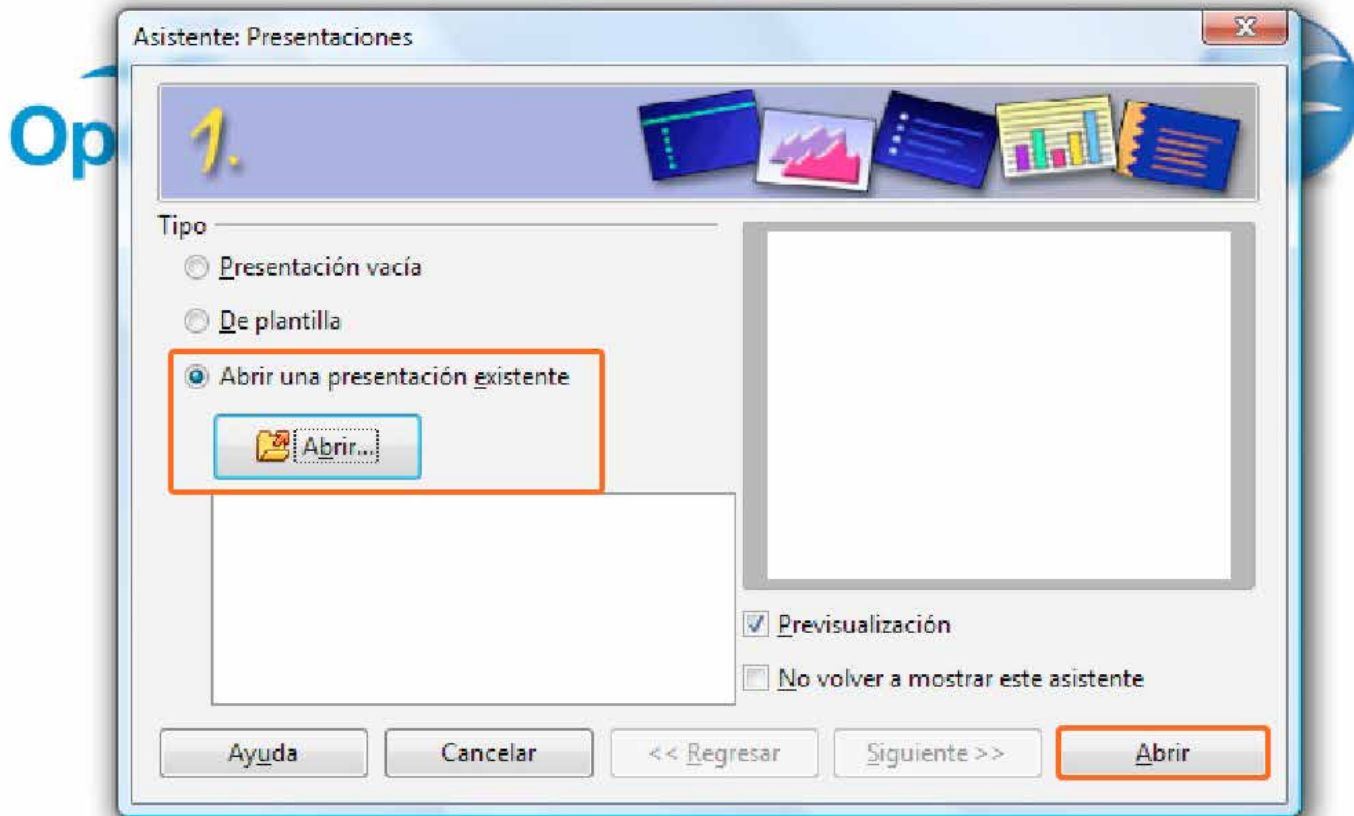 Asistente: Presentaciones
Op
1.
Tipo
Presentación vacía
De plantilla
Abrir una presentación existente
Abrir...
Previsualización
No volver a mostrar este asistente
Ayuda
Cancelar
<< Regresar
Siguiente >>
Abrir